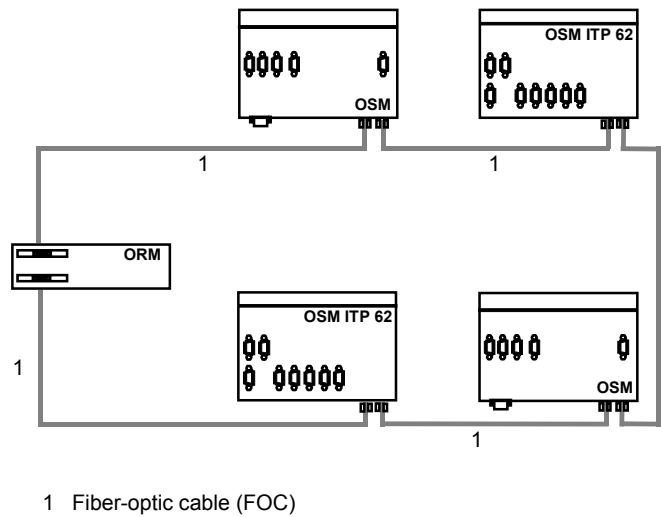 OSM ITP 62
OSM
1
1
ORM
OSM ITP 62
1
OSM
1
1 Fiber-optic cable (FOC)